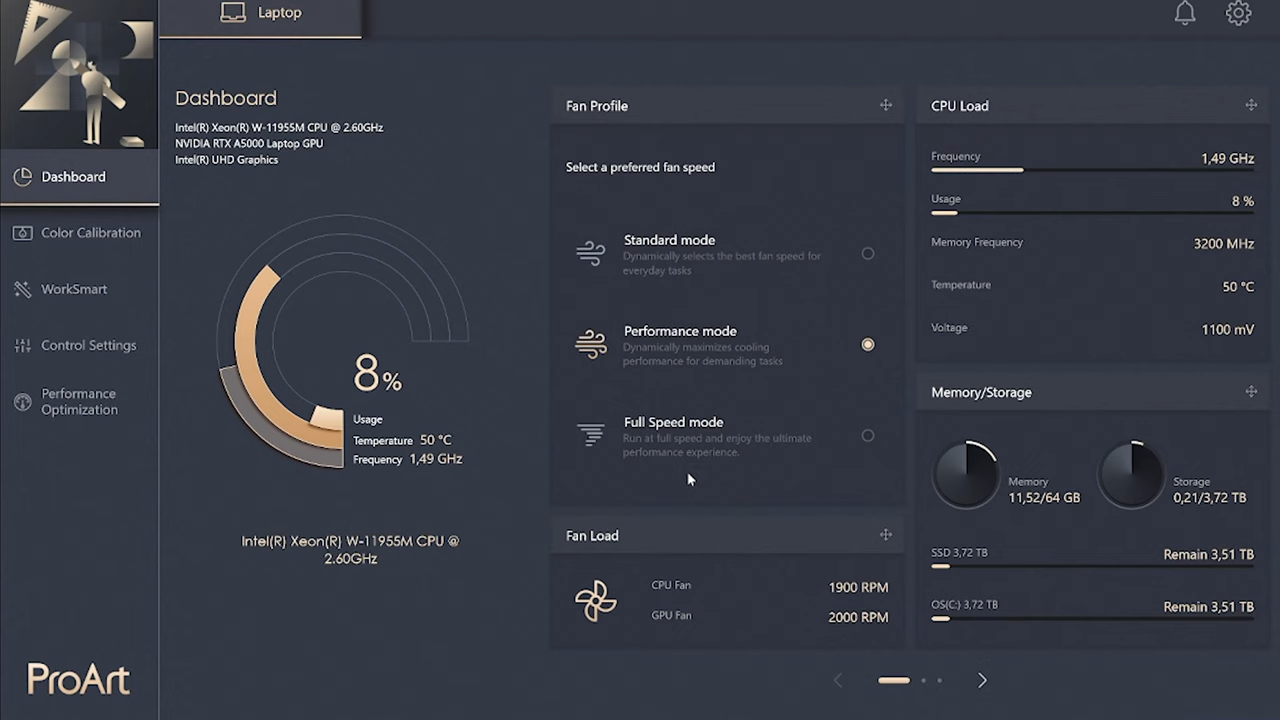 Laptop
Dashboard
Color Calibration
WorkSmart
Control Settings
Performance
Optimization
ProArt
Dashboard
Intel(R) Xeon(R) W-11955M CPU @ 2.60GHz
NVIDIA RTX A5000 Laptop GPU
Intel(R) UHD Graphics
8%
Usage
Temperature 50 °C
Frequency 1,49 GHz
Intel(R) Xeon(R) W-11955M CPU @
2.60GHz
Fan Profile
Select a preferred fan speed
Standard mode
Dynamically selects the best fan speed for
everyday tasks
Performance mode
Dynamically maximizes cooling
performance for demanding tasks
Full Speed mode
Run at full speed and enjoy the ultimate
performance experience.
Fan Load
CPU Fan 1900 RPM
GPU Fan 2000 RPM
CPU Load
Frequency 1,49 GHz
Usage 8 %
Memory Frequency 3200 MHz
Temperature 50 °C
Voltage 1100 mV
Memory/Storage
Memory
11,52/64 GB
Storage
0,21/3,72 TB
SSD 3,72 TB Remain 3,51 TB
OS(C:) 3,72 TB Remain 3,51 TB